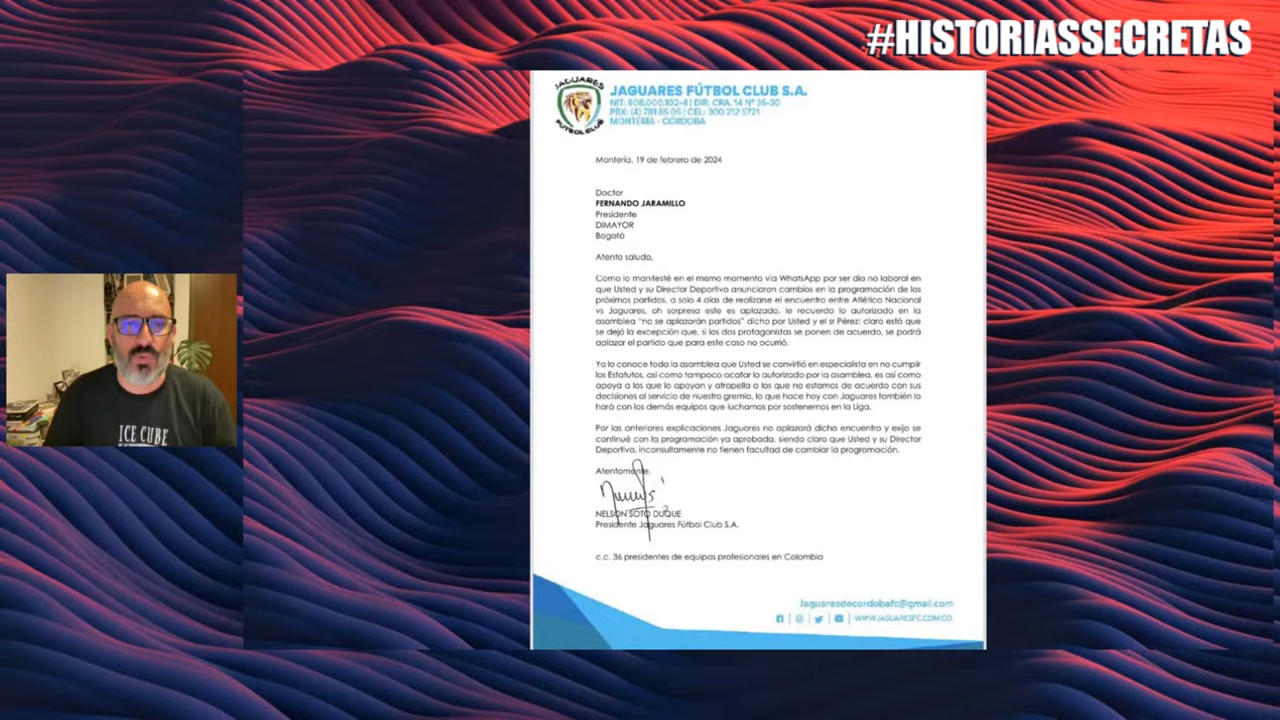 #HISTORIASSECRETAS
JAGUARES
FUTBOL CLUB
JAGUARES FÚTBOL CLUB S.A.
NIT: 808.000.102-4 | DIR: CRA. 14 Nº 35-30
PBX: (4) 781 85 05 | CEL: 300 212 5721
MONTERÍA - CÓRDOBA
Montería, 19 de febrero de 2024
Doctor
FERNANDO JARAMILLO
Presidente
DIMAYOR
Bogotá
Atento saludo,
Como lo manifesté en el mismo momento vía WhatsApp por ser día no laboral en
que Usted y su Director Deportivo anunciaron cambios en la programación de los
próximos partidos, a solo 4 días de realizarse el encuentro entre Atlético Nacional
vs Jaguares, oh sorpresa este es aplazado, le recuerdo lo autorizado en la
asamblea "no se aplazarán partidos" dicho por Usted y el sr Pérez; claro está que
se dejó la excepción que, si los dos protagonistas se ponen de acuerdo, se podrá
aplazar el partido que para este caso no ocurrió.
Ya lo conoce toda la asamblea que Usted se convirtió en especialista en no cumplir
los Estatutos, así como tampoco acatar lo autorizado por la asamblea, es así como
apoya a los que lo apoyan y atropella a los que no estamos de acuerdo con sus
decisiones al servicio de nuestro gremio, lo que hace hoy con Jaguares también lo
hará con los demás equipos que luchamos por sostenernos en la Liga.
Por las anteriores explicaciones Jaguares no aplazará dicho encuentro y exijo se
continué con la programación ya aprobada, siendo claro que Usted y su Director
Deportivo, inconsultamente no tienen facultad de cambiar la programación.
Atentamente,
NELSON SOTO DUQUE
Presidente Jaguares Fútbol Club S.A.
c.c. 36 presidentes de equipos profesionales en Colombia
Jaguaresdecordobafc@gmail.com
WWW.JAGUARESFC.COM.CO
ICE CUBE